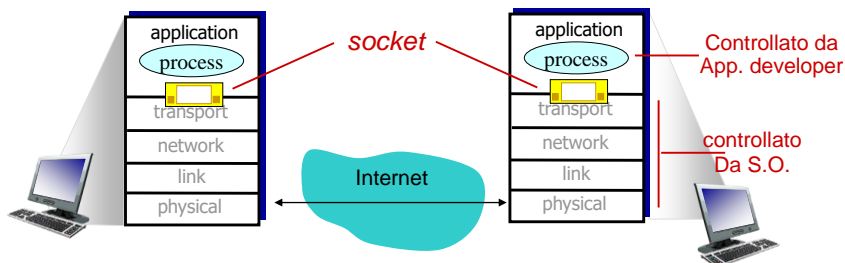 application
process
transport
network
link
physical
socket
Internet
application
process
transport
network
link
physical
Controllato da
App. developer
controllato
Da S.O.